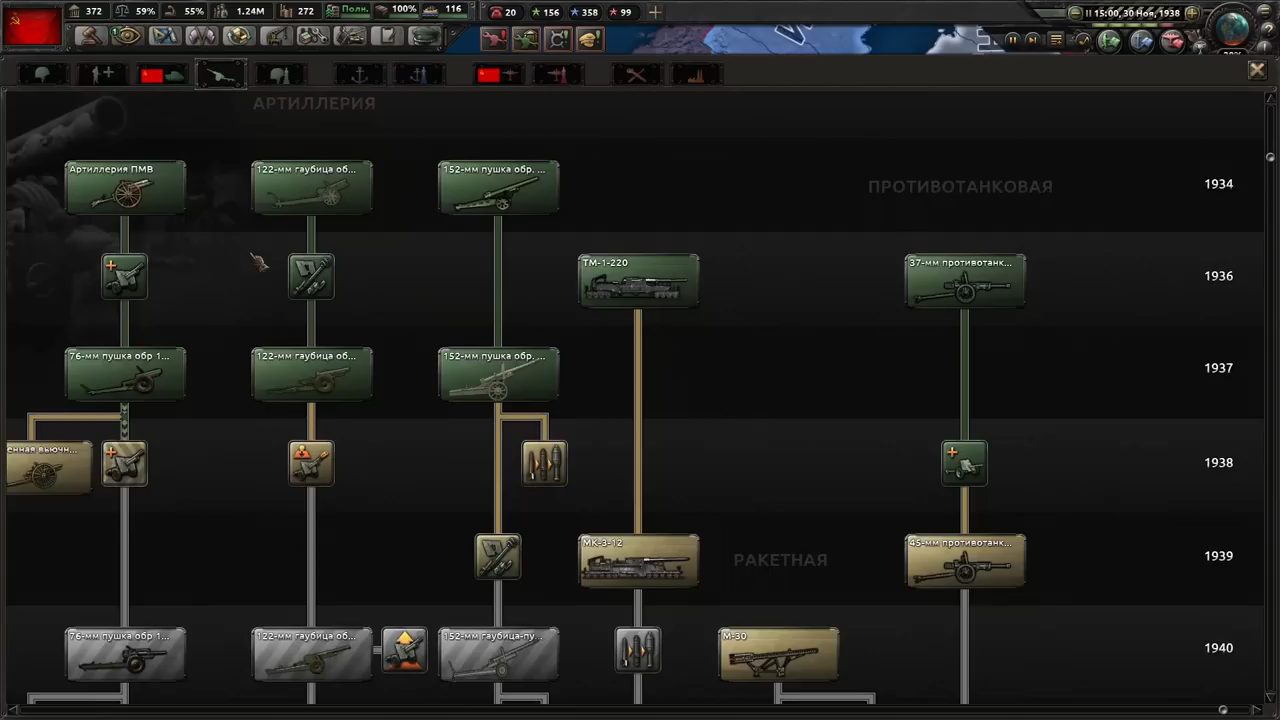 372 59% 55% 1.24M 272 Полн. 100% 116 20 156 358 99 15:00, 30 Ноя, 1938
АРТИЛЛЕРИЯ
Артиллерия ПМВ 122-мм гаубица об... 152-мм пушка обр. ... 1934
ПРОТИВОТАНКОВАЯ
ТМ-1-220 37-мм противотанк... 1936
76-мм пушка обр 1... 122-мм гаубица об... 152-мм пушка обр. ... 1937
енная вьючн... 1938
МК-3-12 45-мм противотанк... 1939
РАКЕТНАЯ
76-мм пушка обр 1... 122-мм гаубица об... 152-мм гаубица-пу... М-30 1940